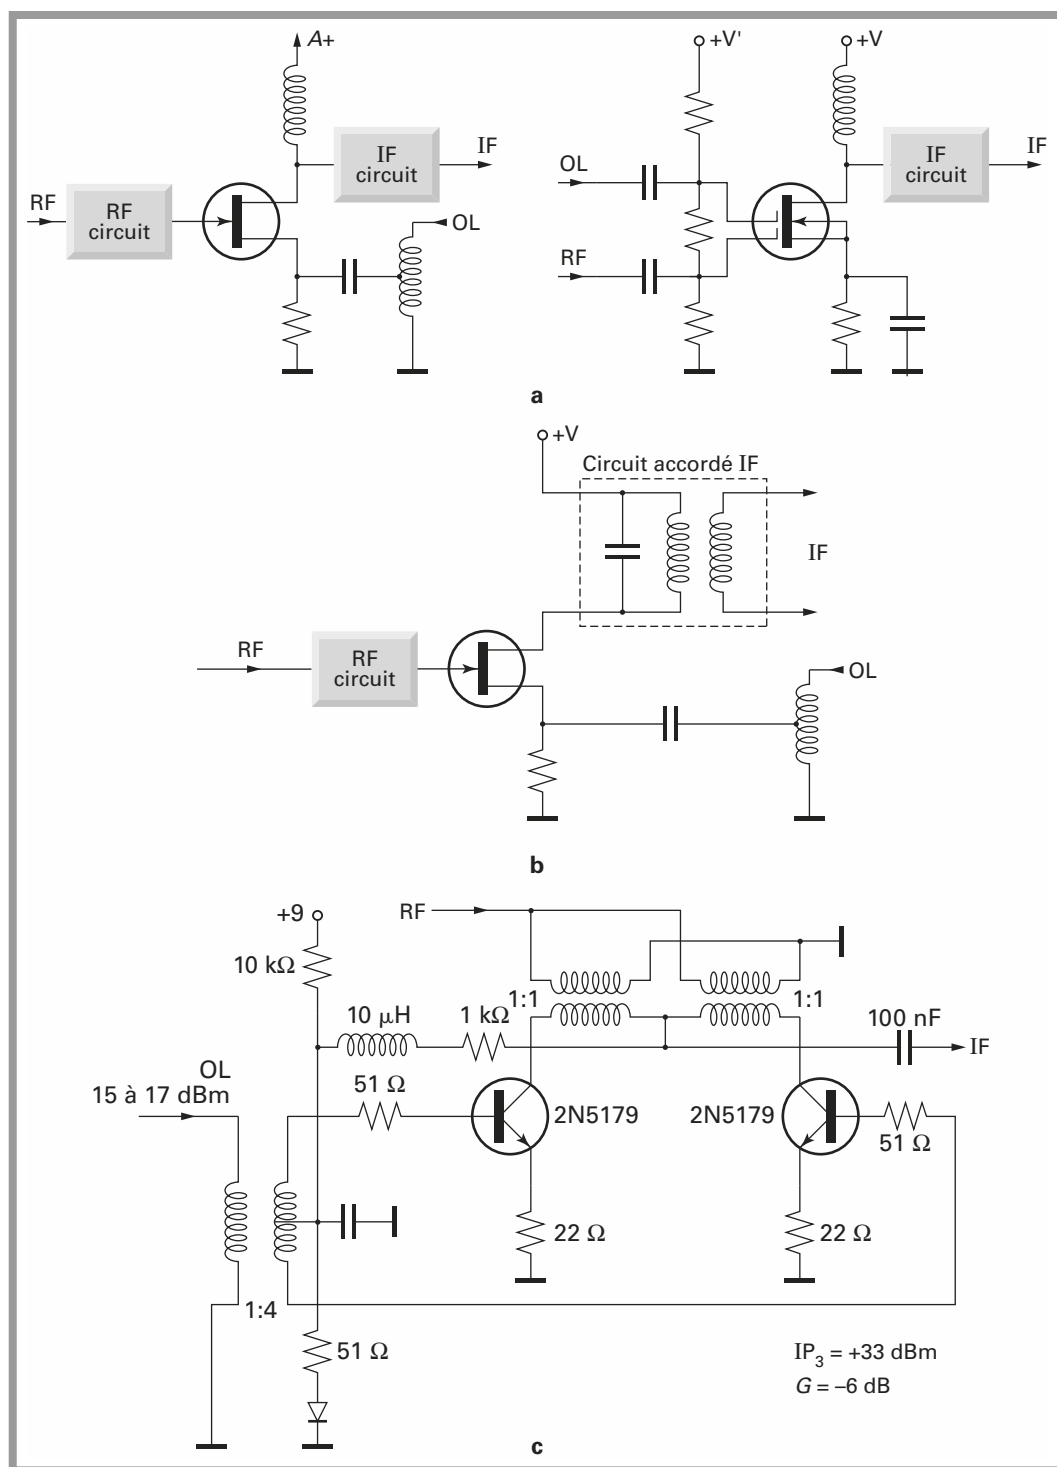 A+
IF
circuit
IF
RF
RF
circuit
OL
+V'
+V
OL
RF
IF
circuit
IF
a
+V
Circuit accordé IF
IF
RF
RF
circuit
OL
b
+9
RF
10 kΩ
1:1
1:1
10 μH
1 kΩ
100 nF
IF
OL
15 à 17 dBm
51 Ω
2N5179
2N5179
51 Ω
22 Ω
22 Ω
1:4
51 Ω
IP₃ = +33 dBm
G = –6 dB
c